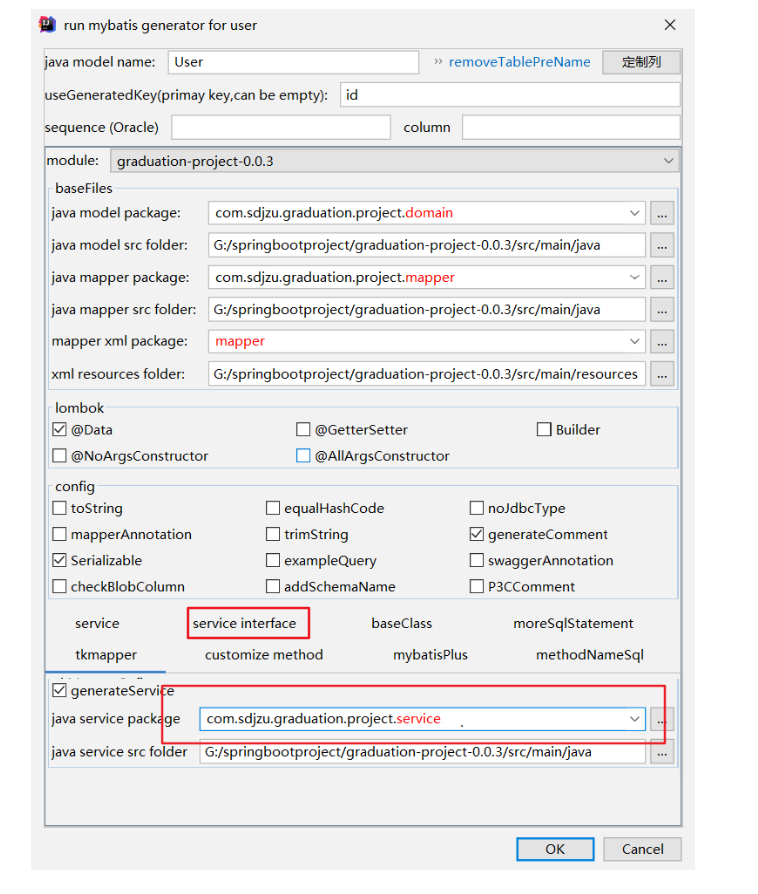 run mybatis generator for user
java model name: User >> removeTablePreName 定制列
useGeneratedKey(primay key,can be empty): id
sequence (Oracle) column
module: graduation-project-0.0.3
baseFiles
java model package: com.sdjzu.graduation.project.domain ...
java model src folder: G:/springbootproject/graduation-project-0.0.3/src/main/java ...
java mapper package: com.sdjzu.graduation.project.mapper ...
java mapper src folder: G:/springbootproject/graduation-project-0.0.3/src/main/java ...
mapper xml package: mapper ...
xml resources folder: G:/springbootproject/graduation-project-0.0.3/src/main/resources ...
lombok
@Data @GetterSetter Builder
@NoArgsConstructor @AllArgsConstructor
config
toString equalHashCode noJdbcType
mapperAnnotation trimString generateComment
Serializable exampleQuery swaggerAnnotation
checkBlobColumn addSchemaName P3CComment
service service interface baseClass moreSqlStatement
tkmapper customize method mybatisPlus methodNameSql
generateService
java service package com.sdjzu.graduation.project.service ...
java service src folder G:/springbootproject/graduation-project-0.0.3/src/main/java ...
OK Cancel